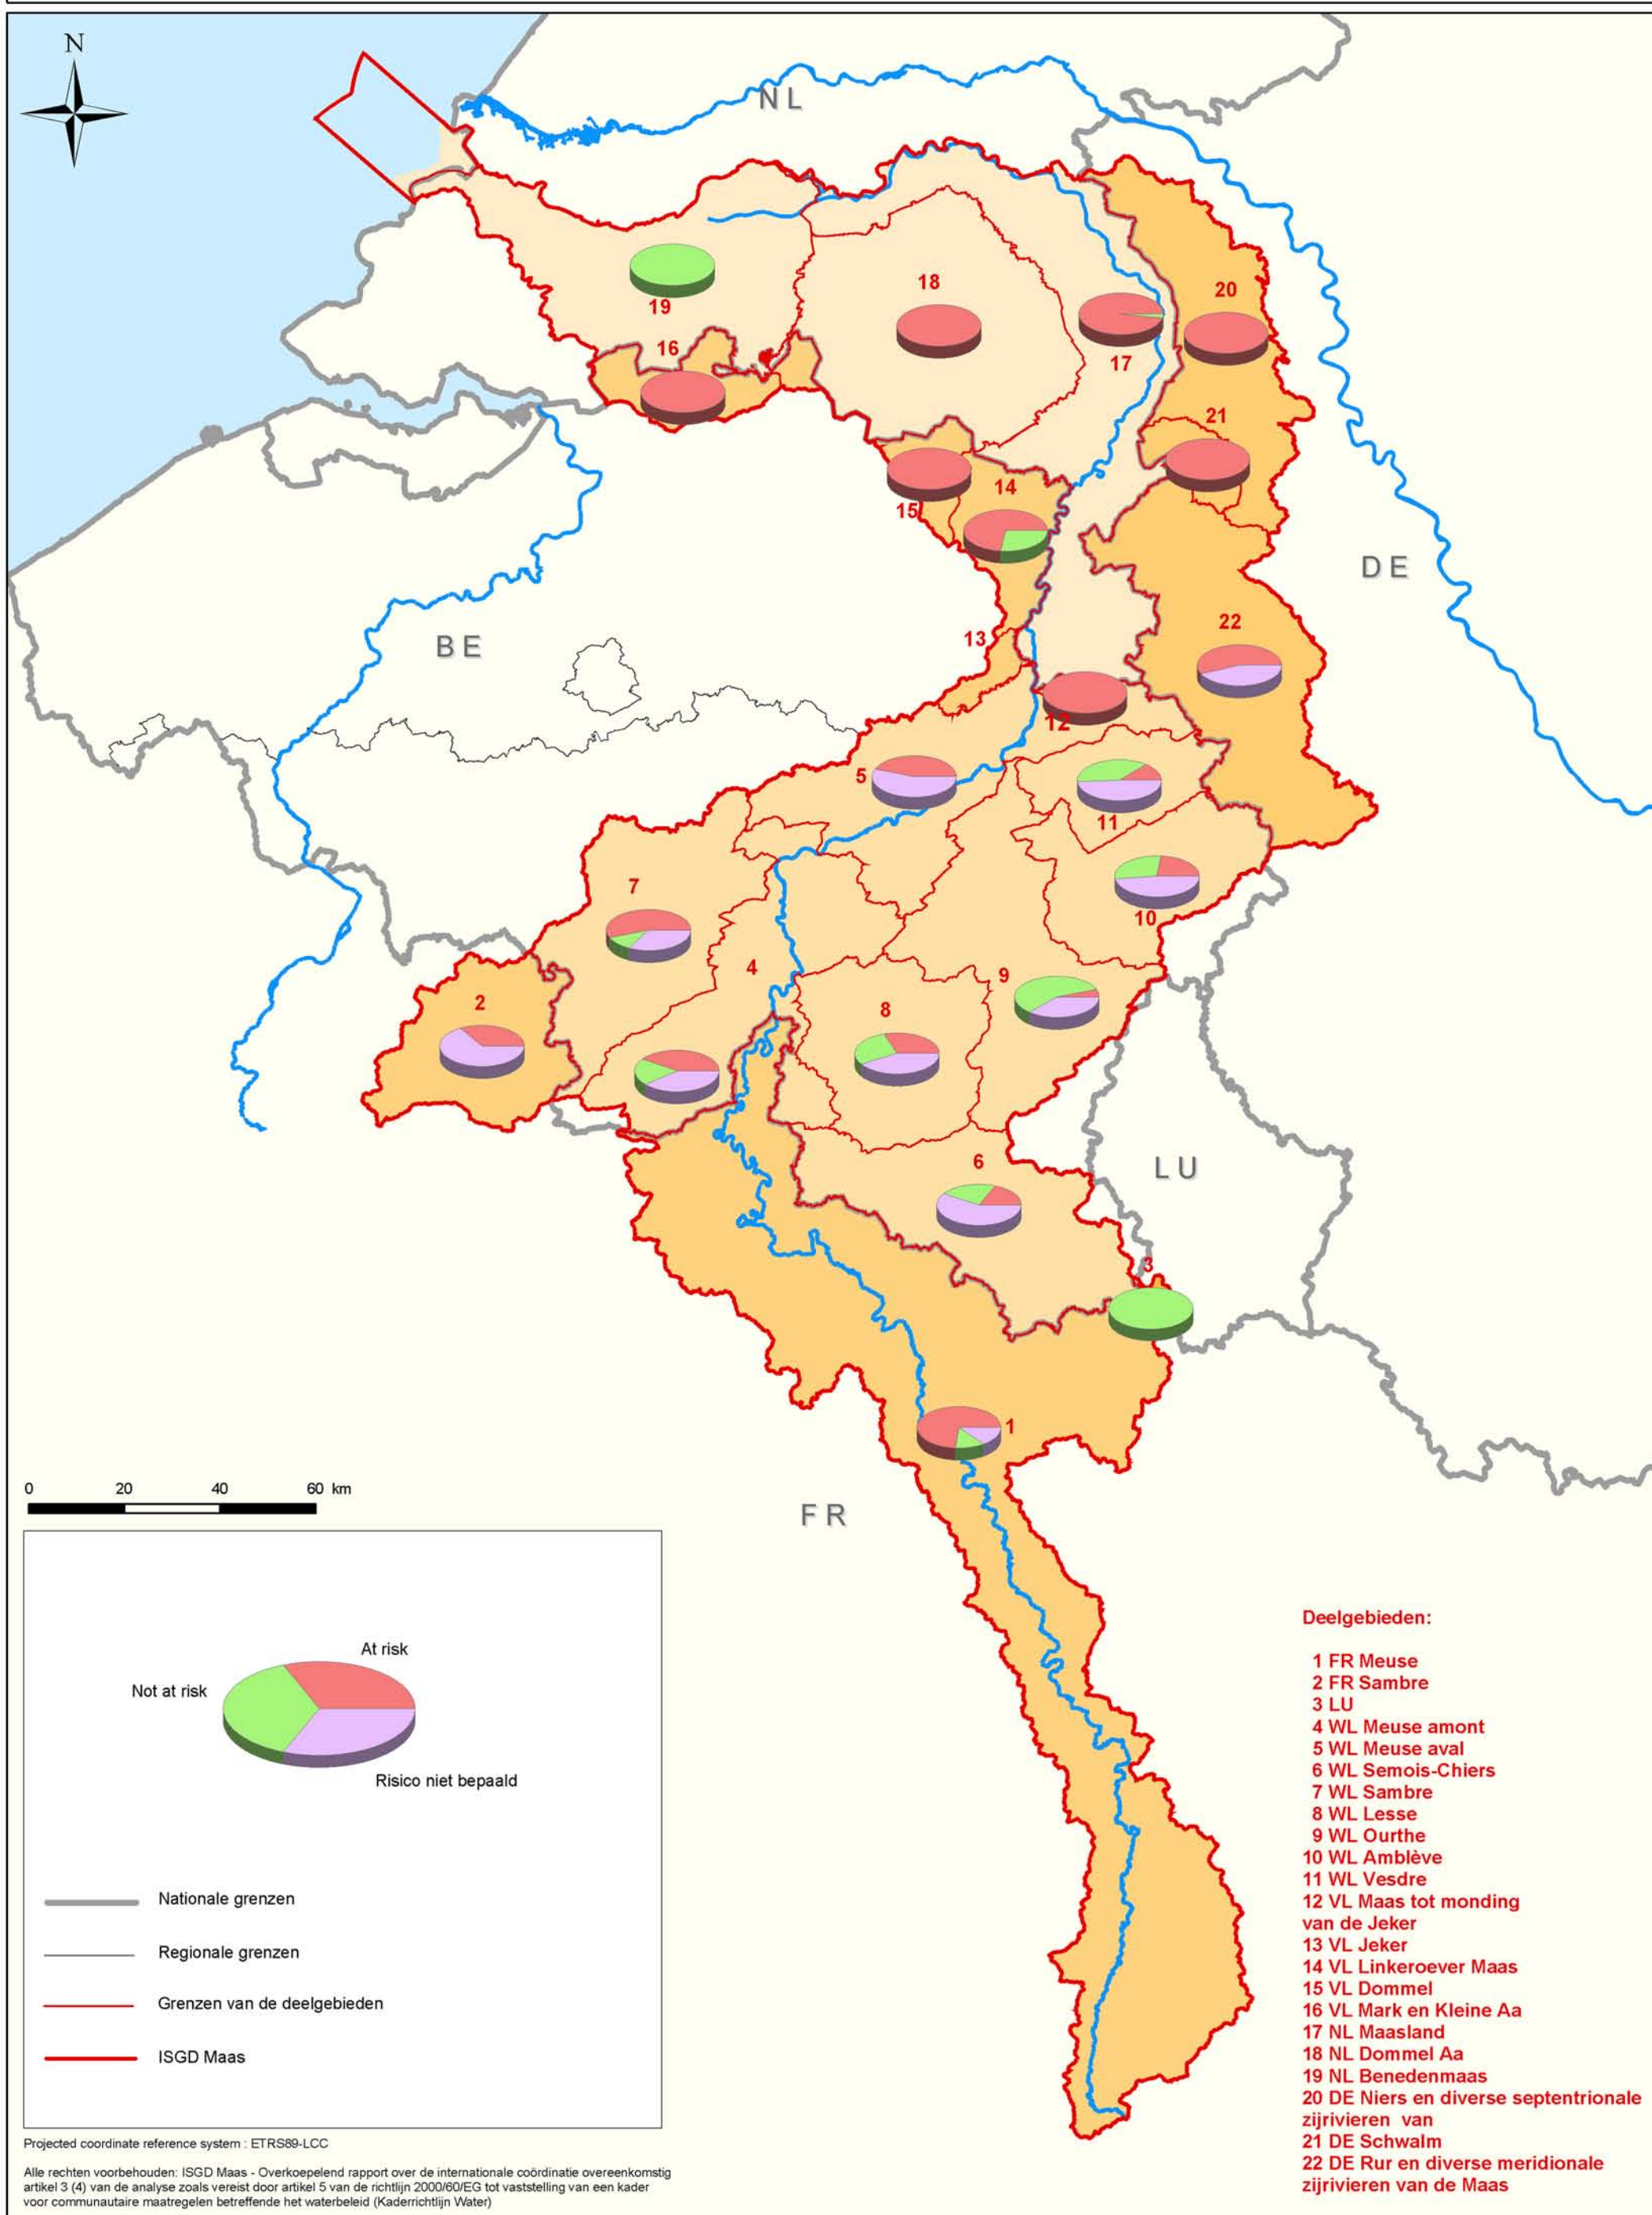 N
NL
19
18
17
20
16
21
15
14
DE
BE
13
22
12
5
11
7
10
4
9
2
8
6
LU
3
1
FR
0 20 40 60 km
At risk
Not at risk
Risico niet bepaald
Nationale grenzen
Regionale grenzen
Grenzen van de deelgebieden
ISGD Maas
Projected coordinate reference system : ETRS89-LCC
Alle rechten voorbehouden: ISGD Maas - Overkoepelend rapport over de internationale coördinatie overeenkomstig
artikel 3 (4) van de analyse zoals vereist door artikel 5 van de richtlijn 2000/60/EG tot vaststelling van een kader
voor communautaire maatregelen betreffende het waterbeleid (Kaderrichtlijn Water)
Deelgebieden:
1 FR Meuse
2 FR Sambre
3 LU
4 WL Meuse amont
5 WL Meuse aval
6 WL Semois-Chiers
7 WL Sambre
8 WL Lesse
9 WL Ourthe
10 WL Amblève
11 WL Vesdre
12 VL Maas tot monding
van de Jeker
13 VL Jeker
14 VL Linkeroever Maas
15 VL Dommel
16 VL Mark en Kleine Aa
17 NL Maasland
18 NL Dommel Aa
19 NL Benedenmaas
20 DE Niers en diverse septentrionale
zijrivieren van
21 DE Schwalm
22 DE Rur en diverse meridionale
zijrivieren van de Maas